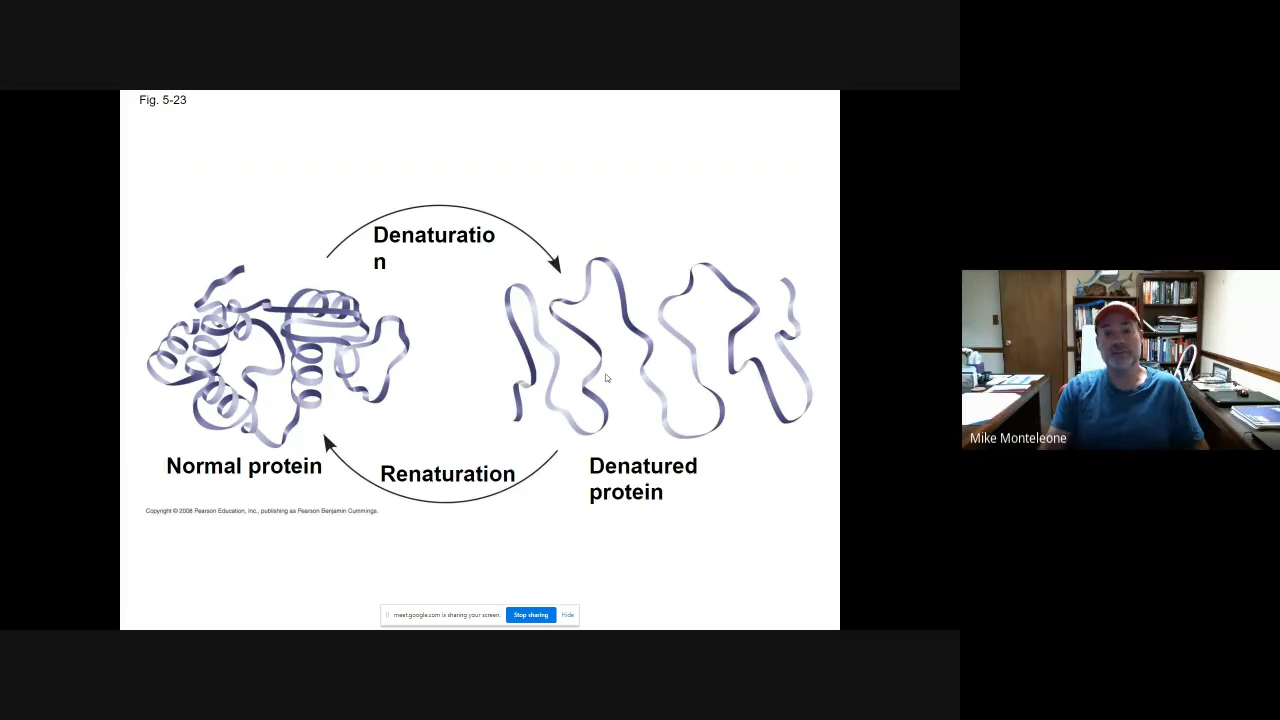 Fig. 5-23
Denaturatio
n
Normal protein
Renaturation
Denatured
protein
Copyright © 2008 Pearson Education, Inc., publishing as Pearson Benjamin Cummings.
meet.google.com is sharing your screen.
Stop sharing
Hide
Mike Monteleone